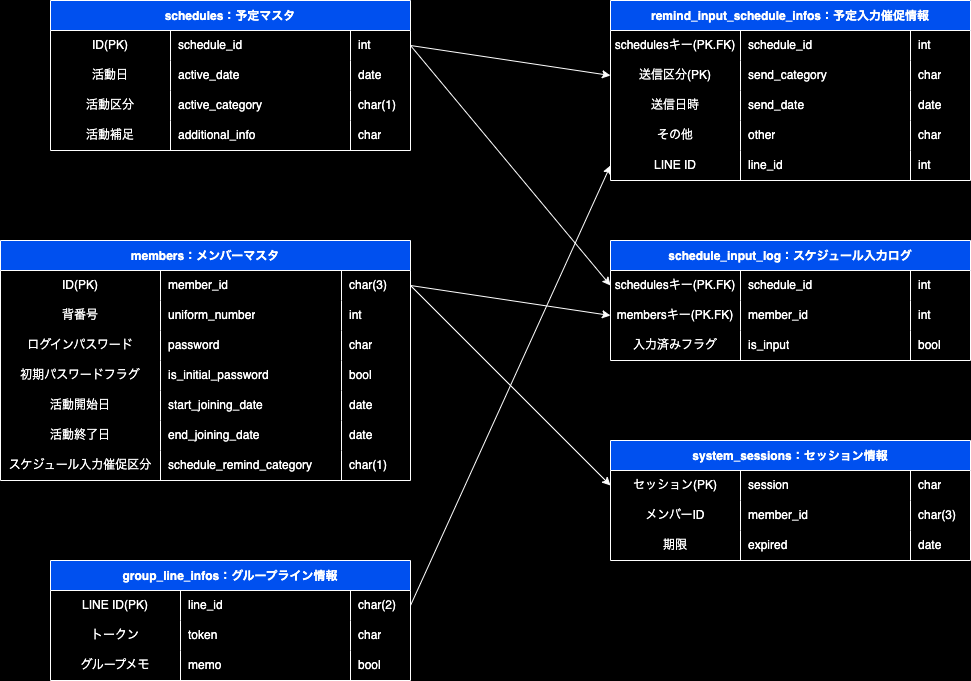 schedules：予定マスタ
ID(PK) schedule_id int
活動日 active_date date
活動区分 active_category char(1)
活動補足 additional_info char
remind_input_schedule_infos：予定入力催促情報
schedulesキー(PK.FK) schedule_id int
送信区分(PK) send_category char
送信日時 send_date date
その他 other char
LINE ID line_id int
members：メンバーマスタ
ID(PK) member_id char(3)
背番号 uniform_number int
ログインパスワード password char
初期パスワードフラグ is_initial_password bool
活動開始日 start_joining_date date
活動終了日 end_joining_date date
スケジュール入力催促区分 schedule_remind_category char(1)
schedule_input_log：スケジュール入力ログ
schedulesキー(PK.FK) schedule_id int
membersキー(PK.FK) member_id int
入力済みフラグ is_input bool
system_sessions：セッション情報
セッション(PK) session char
メンバーID member_id char(3)
期限 expired date
group_line_infos：グループライン情報
LINE ID(PK) line_id char(2)
トークン token char
グループメモ memo bool